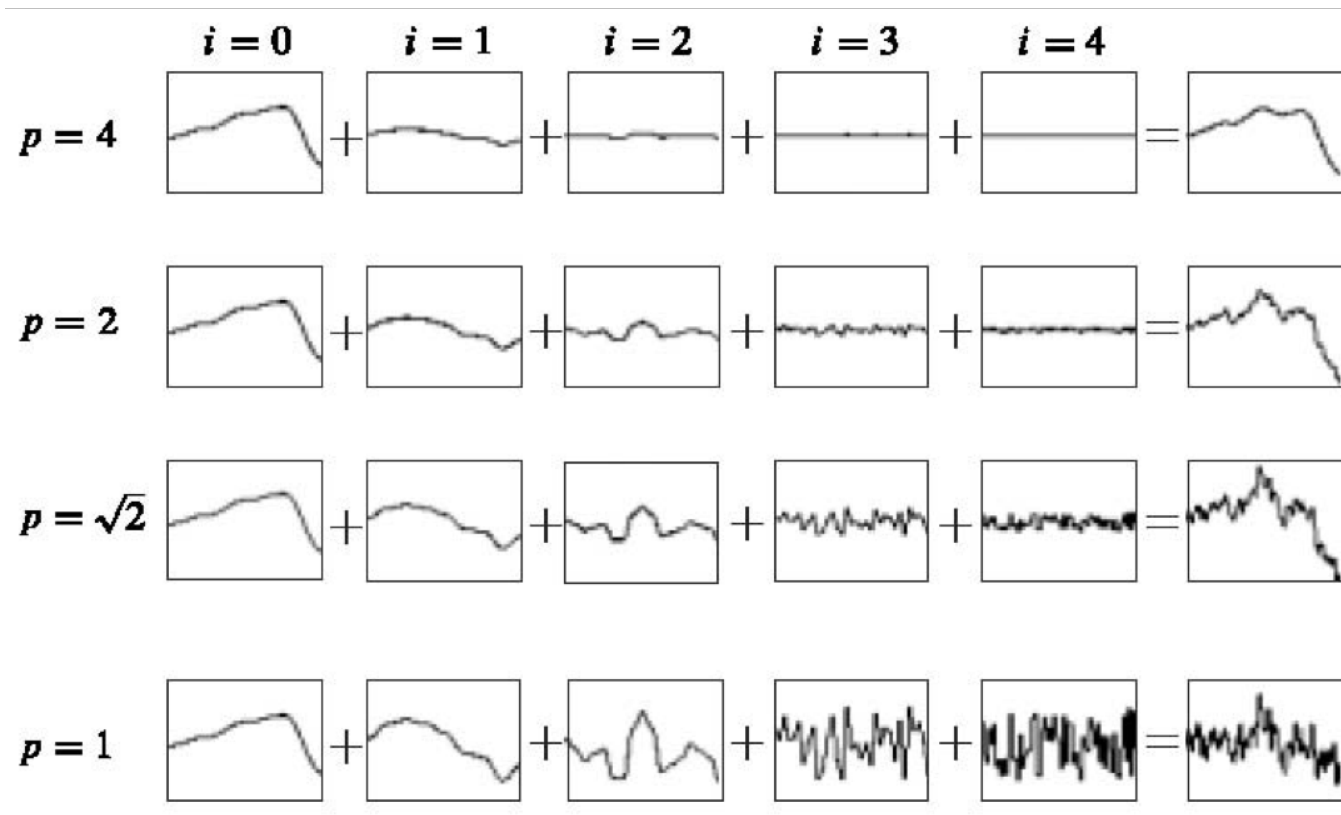 i = 0 i = 1 i = 2 i = 3 i = 4
p = 4 + + + + =
p = 2 + + + + =
p = √2 + + + + =
p = 1 + + + + =